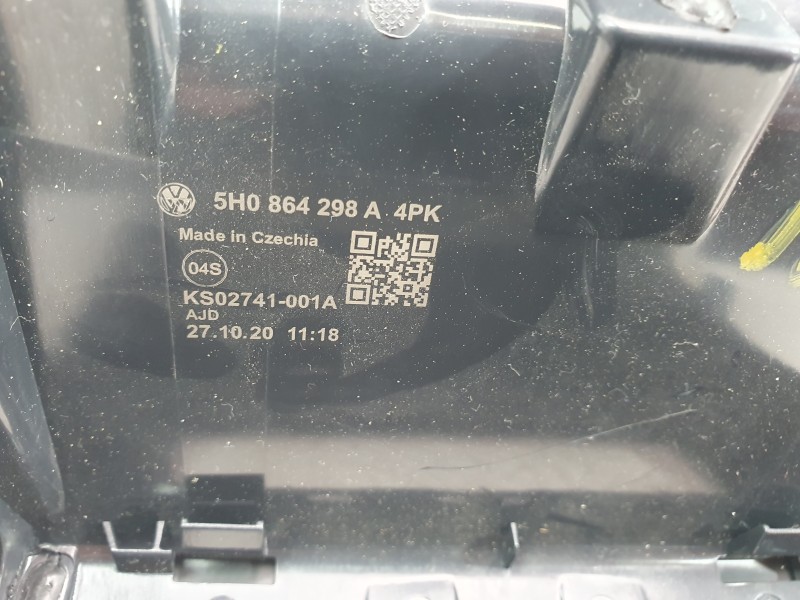 5H0 864 298 A 4PK
Made in Czechia
04S
KS02741-001A
AJD
27.10.20 11:18